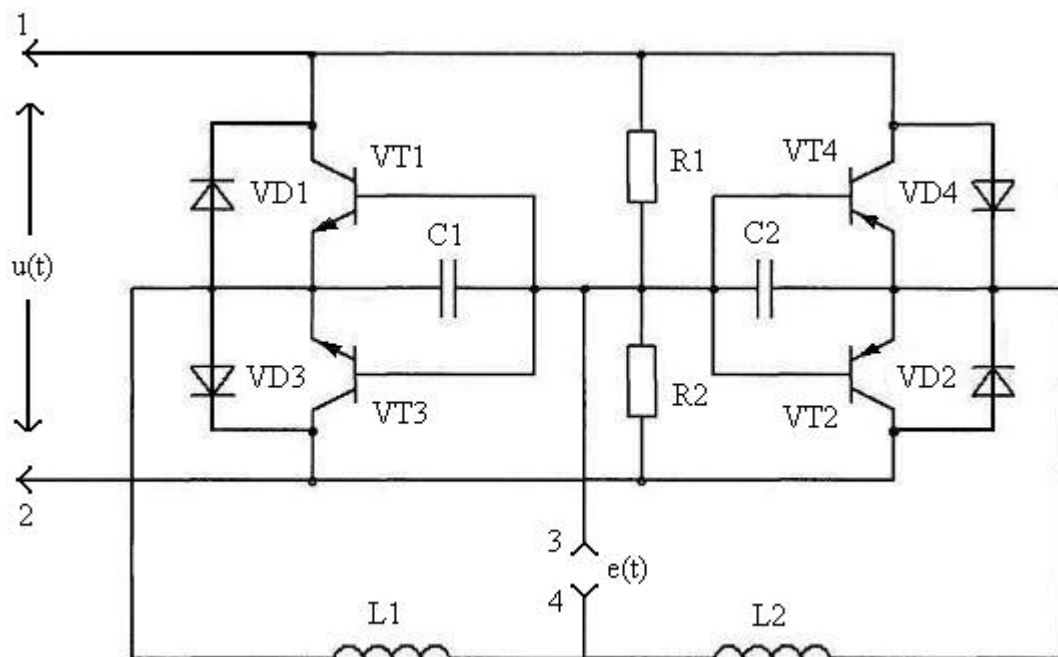 1
VT1
R1
VT4
VD1
VD4
C1
C2
u(t)
VD3
VD2
VT3
R2
VT2
2
3
e(t)
4
L1
L2